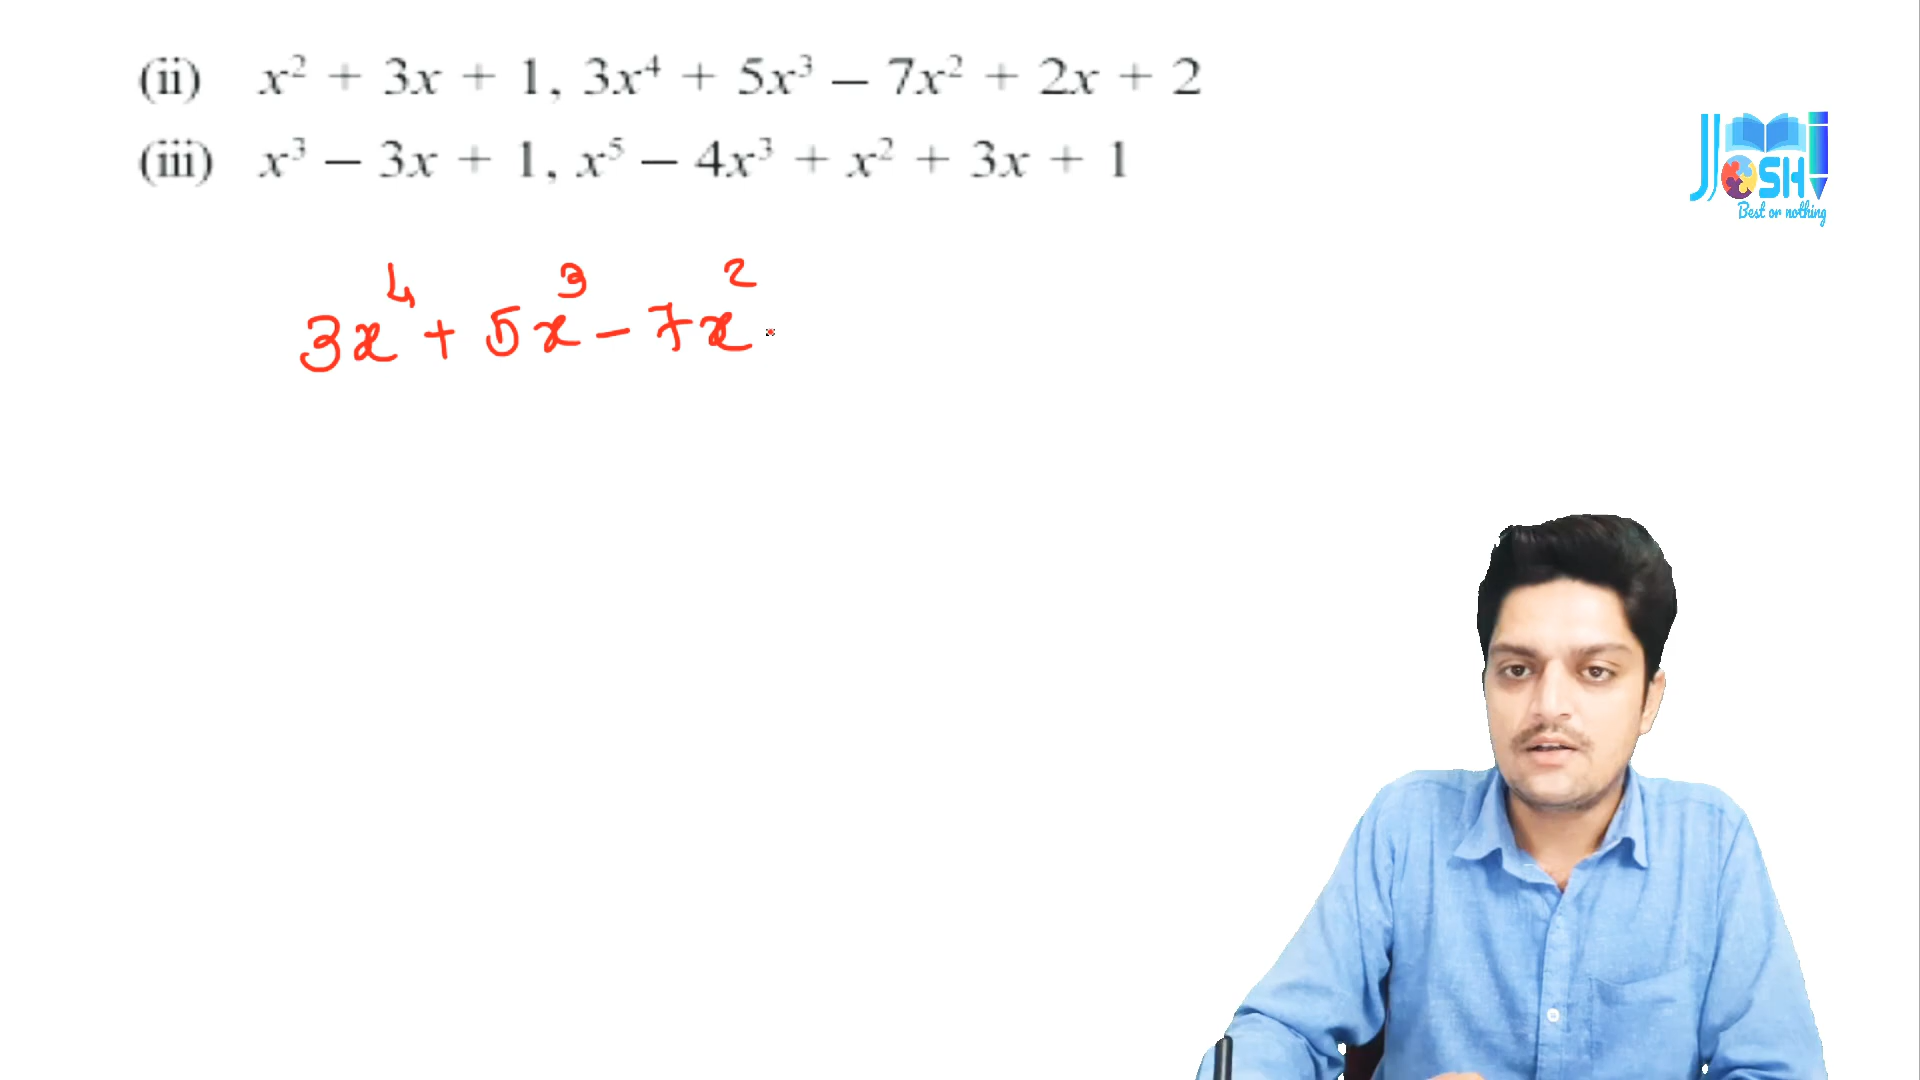 (ii) x² + 3x + 1, 3x⁴ + 5x³ – 7x² + 2x + 2
(iii) x³ – 3x + 1, x⁵ – 4x³ + x² + 3x + 1
JOSH
Best or nothing
3x⁴ + 5x³ – 7x²